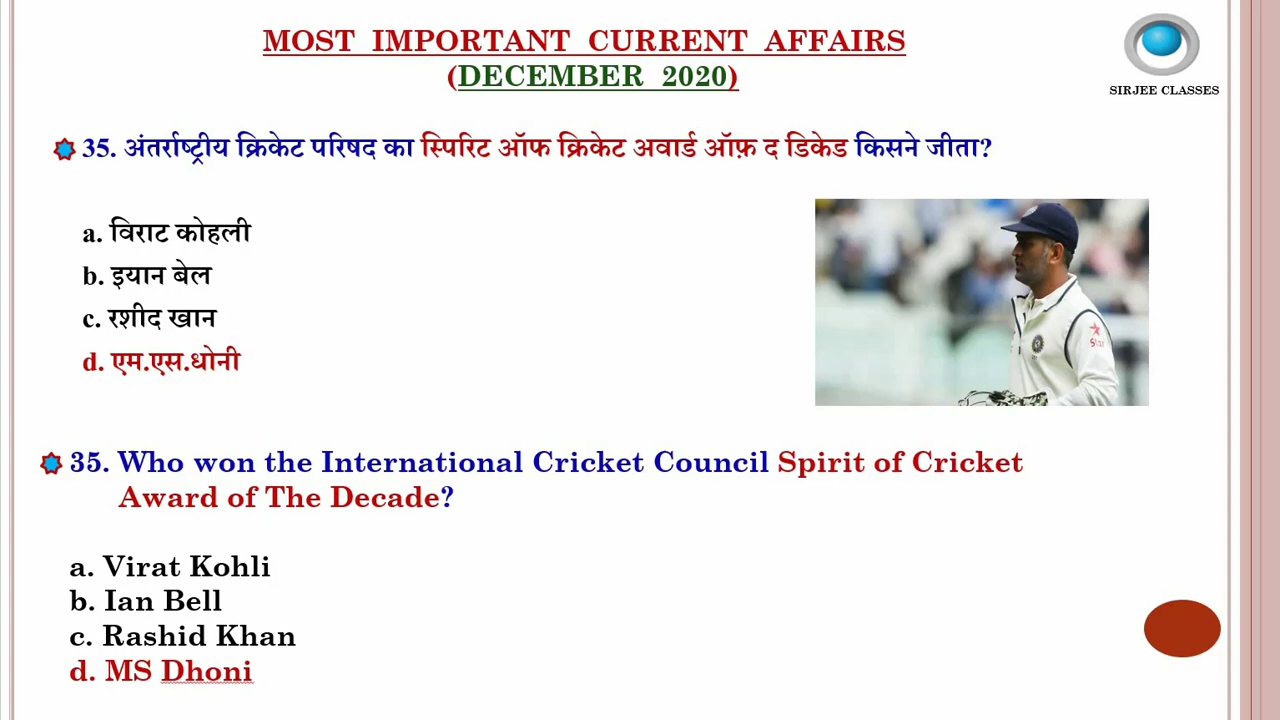 MOST IMPORTANT CURRENT AFFAIRS
(DECEMBER 2020)
SIRJEE CLASSES
35. अंतर्राष्ट्रीय क्रिकेट परिषद का स्पिरिट ऑफ क्रिकेट अवार्ड ऑफ़ द डिकेड किसने जीता?
a. विराट कोहली
b. इयान बेल
c. रशीद खान
d. एम.एस.धोनी
Star
35. Who won the International Cricket Council Spirit of Cricket
Award of The Decade?
a. Virat Kohli
b. Ian Bell
c. Rashid Khan
d. MS Dhoni